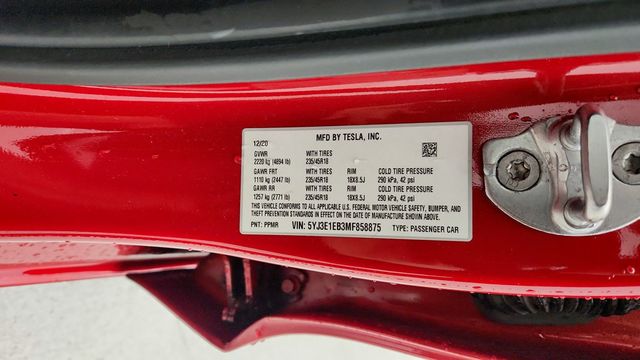 MFD BY TESLA, INC.
12/20
GVWR WITH TIRES
2220 kg (4894 lb) 235/45R18
GAWR FRT WITH TIRES RIM COLD TIRE PRESSURE
1110 kg (2447 lb) 235/45R18 18X8.5J 290 kPa, 42 psi
GAWR RR WITH TIRES RIM COLD TIRE PRESSURE
1257 kg (2771 lb) 235/45R18 18X8.5J 290 kPa, 42 psi
THIS VEHICLE CONFORMS TO ALL APPLICABLE U.S. FEDERAL MOTOR VEHICLE SAFETY, BUMPER, AND
THEFT PREVENTION STANDARDS IN EFFECT ON THE DATE OF MANUFACTURE SHOWN ABOVE.
PNT: PPMR VIN: 5YJ3E1EB3MF858875 TYPE: PASSENGER CAR